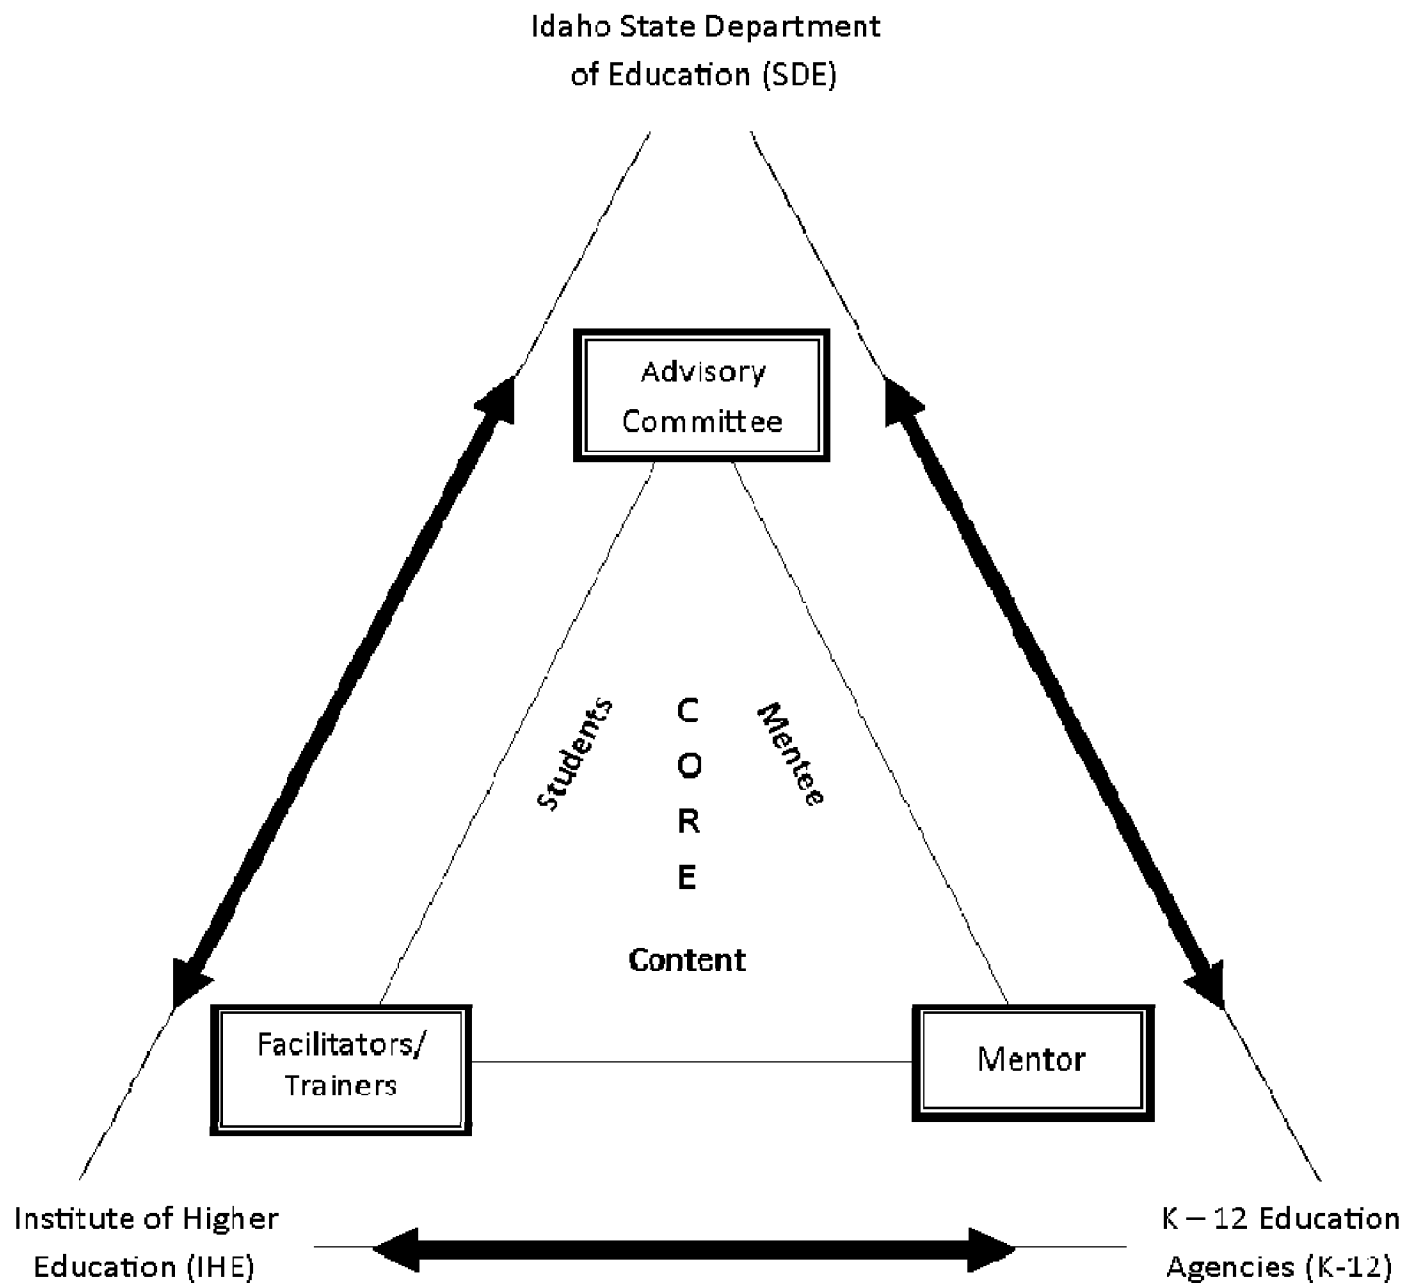 Idaho State Department
of Education (SDE)
Advisory
Committee
Students
C
O
R
E
Mentee
Content
Facilitators/
Trainers
Mentor
Institute of Higher
Education (IHE)
K – 12 Education
Agencies (K-12)